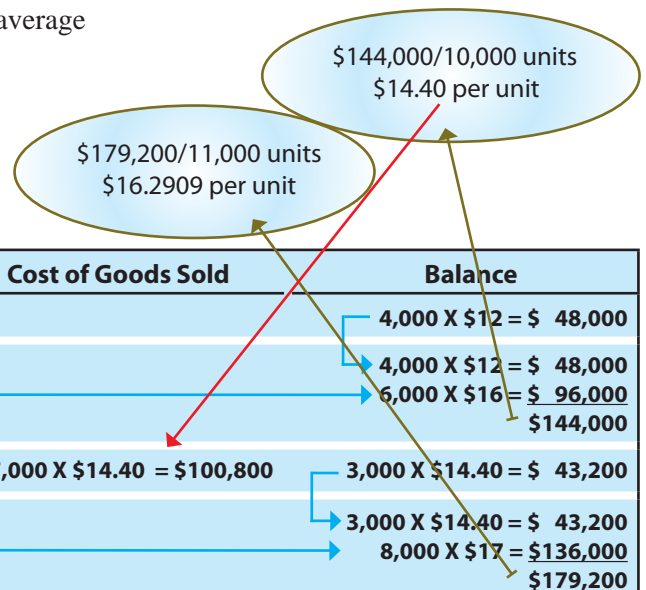 average
$144,000/10,000 units
$14.40 per unit
$179,200/11,000 units
$16.2909 per unit
Cost of Goods Sold Balance
4,000 X $12 = $ 48,000
4,000 X $12 = $ 48,000
6,000 X $16 = $ 96,000
$144,000
,000 X $14.40 = $100,800 3,000 X $14.40 = $ 43,200
3,000 X $14.40 = $ 43,200
8,000 X $17 = $136,000
$179,200